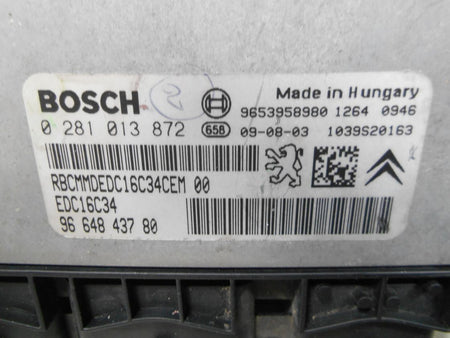 BOSCH
Made in Hungary
9653958980 1264 0946
0 281 013 872 658 09-08-03 1039S20163
RBCMMDEDC16C34CEM 00
EDC16C34
96 648 437 80